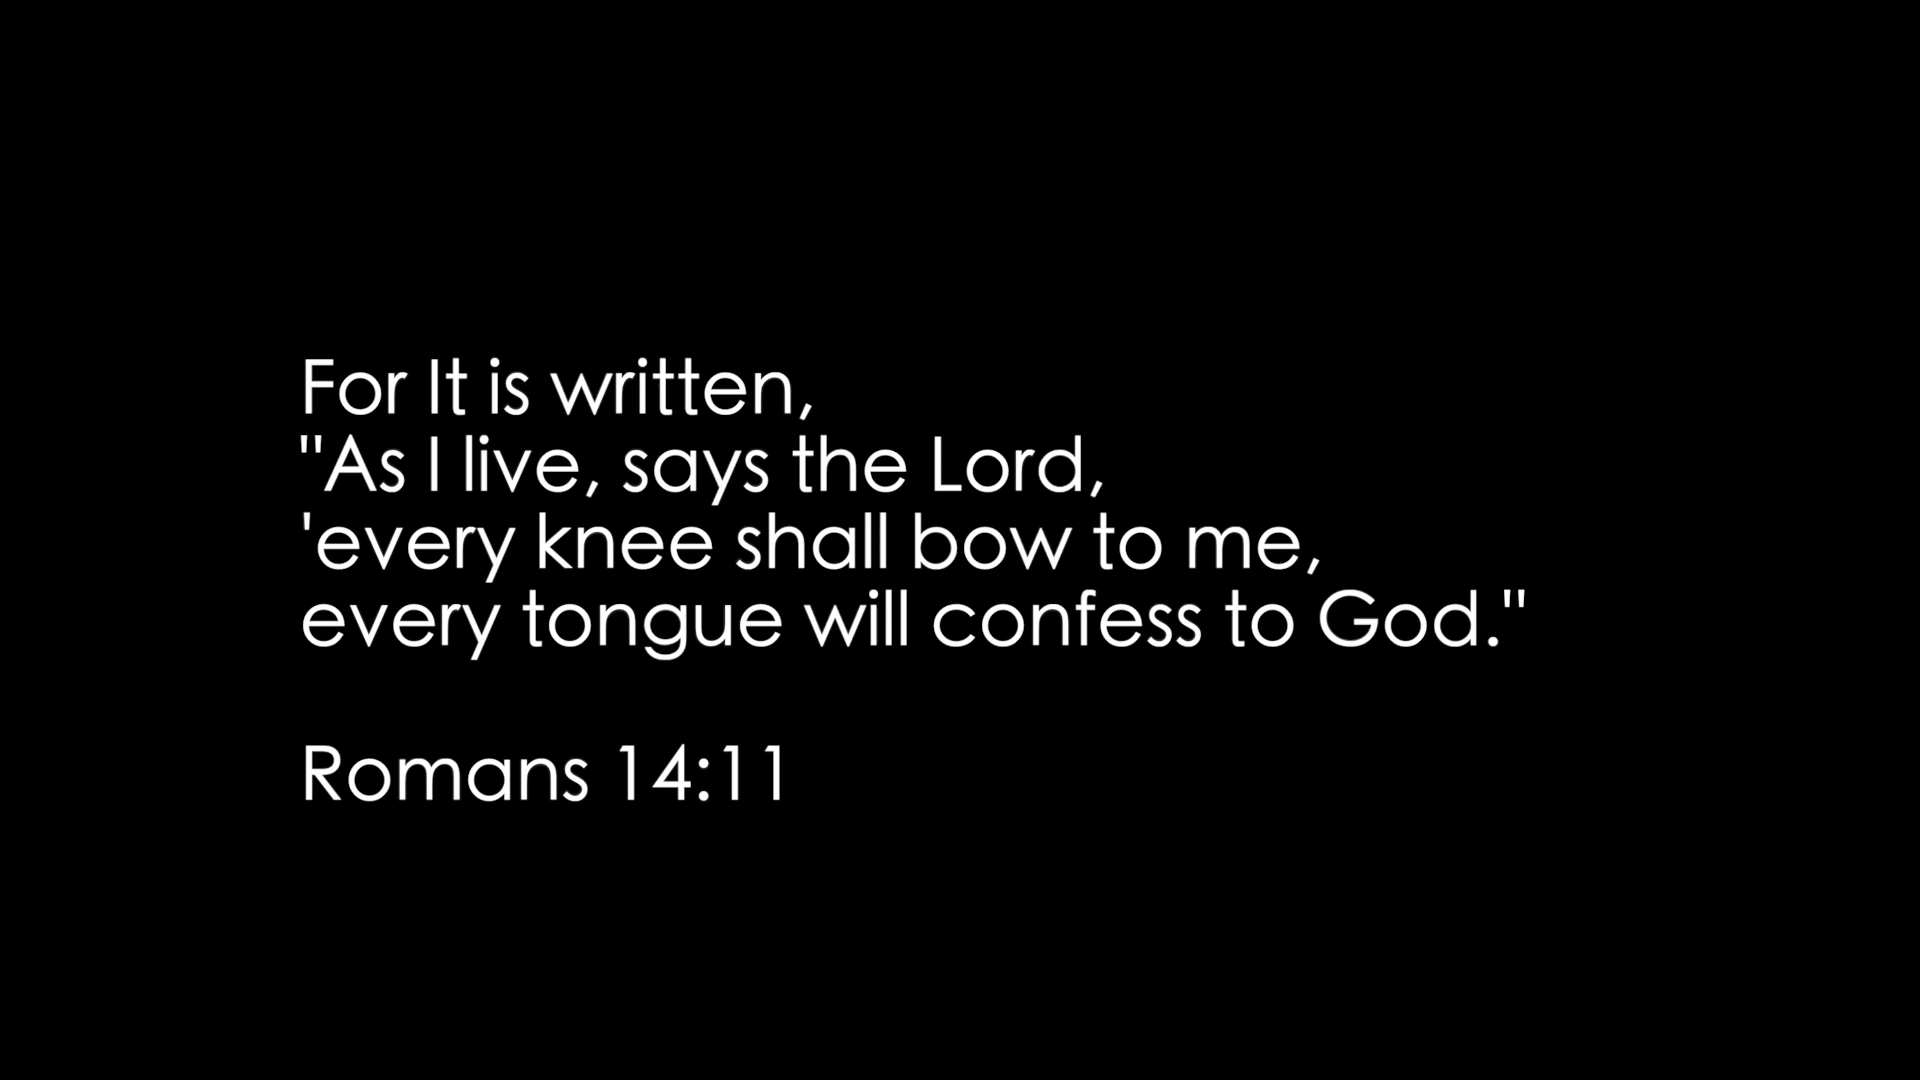 For It is written,
"As I live, says the Lord,
'every knee shall bow to me,
every tongue will confess to God."
Romans 14:11